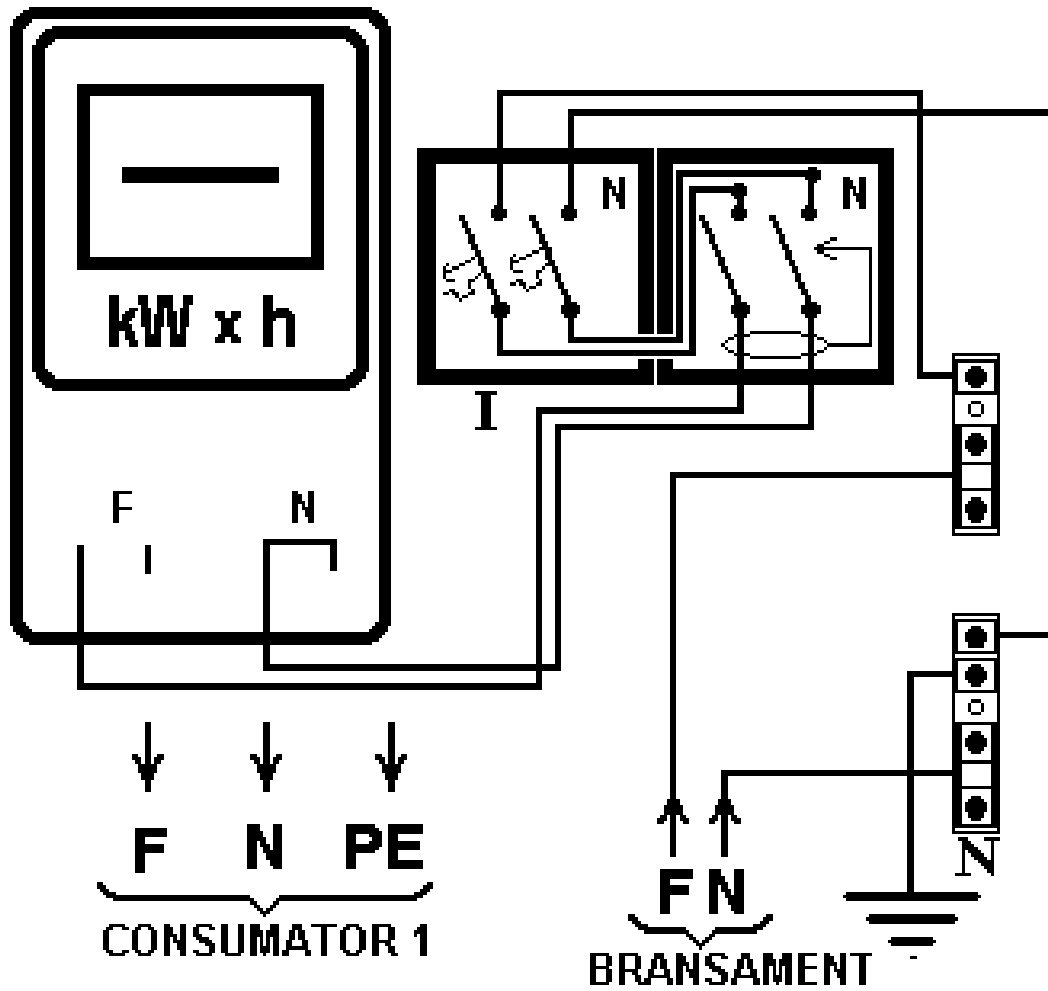 N
N
kW x h
I
F N
F N PE
CONSUMATOR 1
F N
BRANSAMENT
N